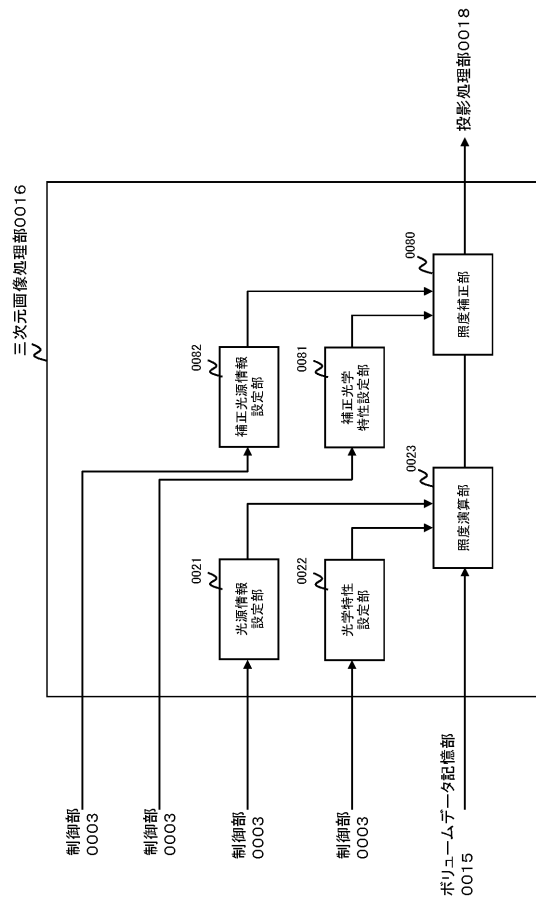 三次元画像処理部0016
制御部
0003
制御部
0003
制御部
0003
制御部
0003
ボリュームデータ記憶部
0015
0082
補正光源情報
設定部
0081
補正光学
特性設定部
0021
光源情報
設定部
0022
光学特性
設定部
0023
照度演算部
0080
照度補正部
投影処理部0018